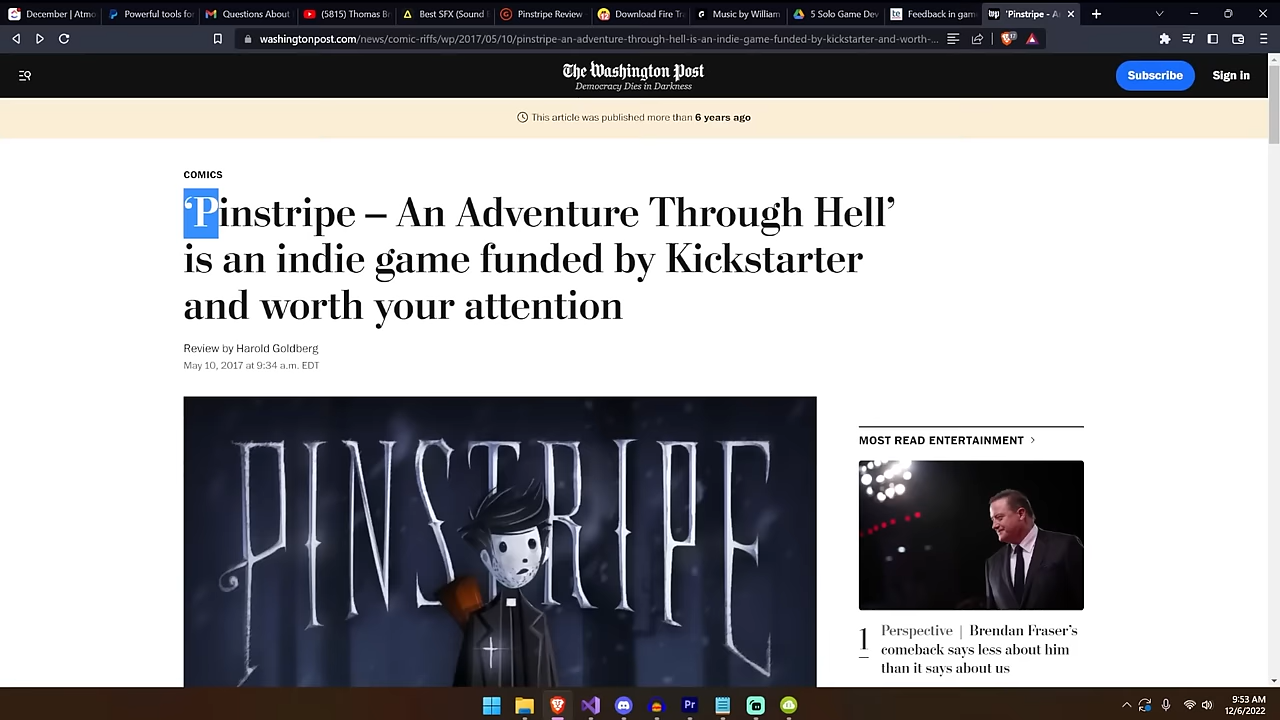 December | Atmo
Powerful tools fo
Questions About
(5815) Thomas Br
Best SFX (Sound E
Pinstripe Review
Download Fire Tra
Music by William
5 Solo Game Dev
Feedback in gam
'Pinstripe – A
washingtonpost.com/news/comic-riffs/wp/2017/05/10/pinstripe-an-adventure-through-hell-is-an-indie-game-funded-by-kickstarter-and-worth-...
The Washington Post
Democracy Dies in Darkness
Subscribe
Sign in
This article was published more than 6 years ago
COMICS
‘Pinstripe – An Adventure Through Hell’
is an indie game funded by Kickstarter
and worth your attention
Review by Harold Goldberg
May 10, 2017 at 9:34 a.m. EDT
PINSTRIPE
MOST READ ENTERTAINMENT
1
Perspective | Brendan Fraser’s
comeback says less about him
than it says about us
Pr
9:53 AM
12/6/2022